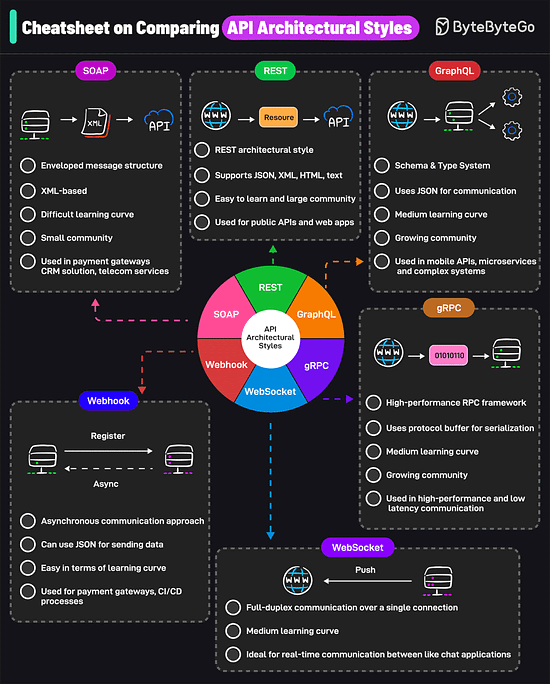 Cheatsheet on Comparing API Architectural Styles
ByteByteGo
SOAP
XML
API
Enveloped message structure
XML-based
Difficult learning curve
Small community
Used in payment gateways
CRM solution, telecom services
REST
WWW
Resoure
API
REST architectural style
Supports JSON, XML, HTML, text
Easy to learn and large community
Used for public APIs and web apps
GraphQL
WWW
Schema & Type System
Uses JSON for communication
Medium learning curve
Growing community
Used in mobile APIs, microservices
and complex systems
REST
SOAP
GraphQL
API
Architectural
Styles
Webhook
gRPC
WebSocket
gRPC
WWW
01010110
High-performance RPC framework
Uses protocol buffer for serialization
Medium learning curve
Growing community
Used in high-performance and low
latency communication
Webhook
Register
Async
Asynchronous communication approach
Can use JSON for sending data
Easy in terms of learning curve
Used for payment gateways, CI/CD
processes
WebSocket
WWW
Push
Full-duplex communication over a single connection
Medium learning curve
Ideal for real-time communication between like chat applications